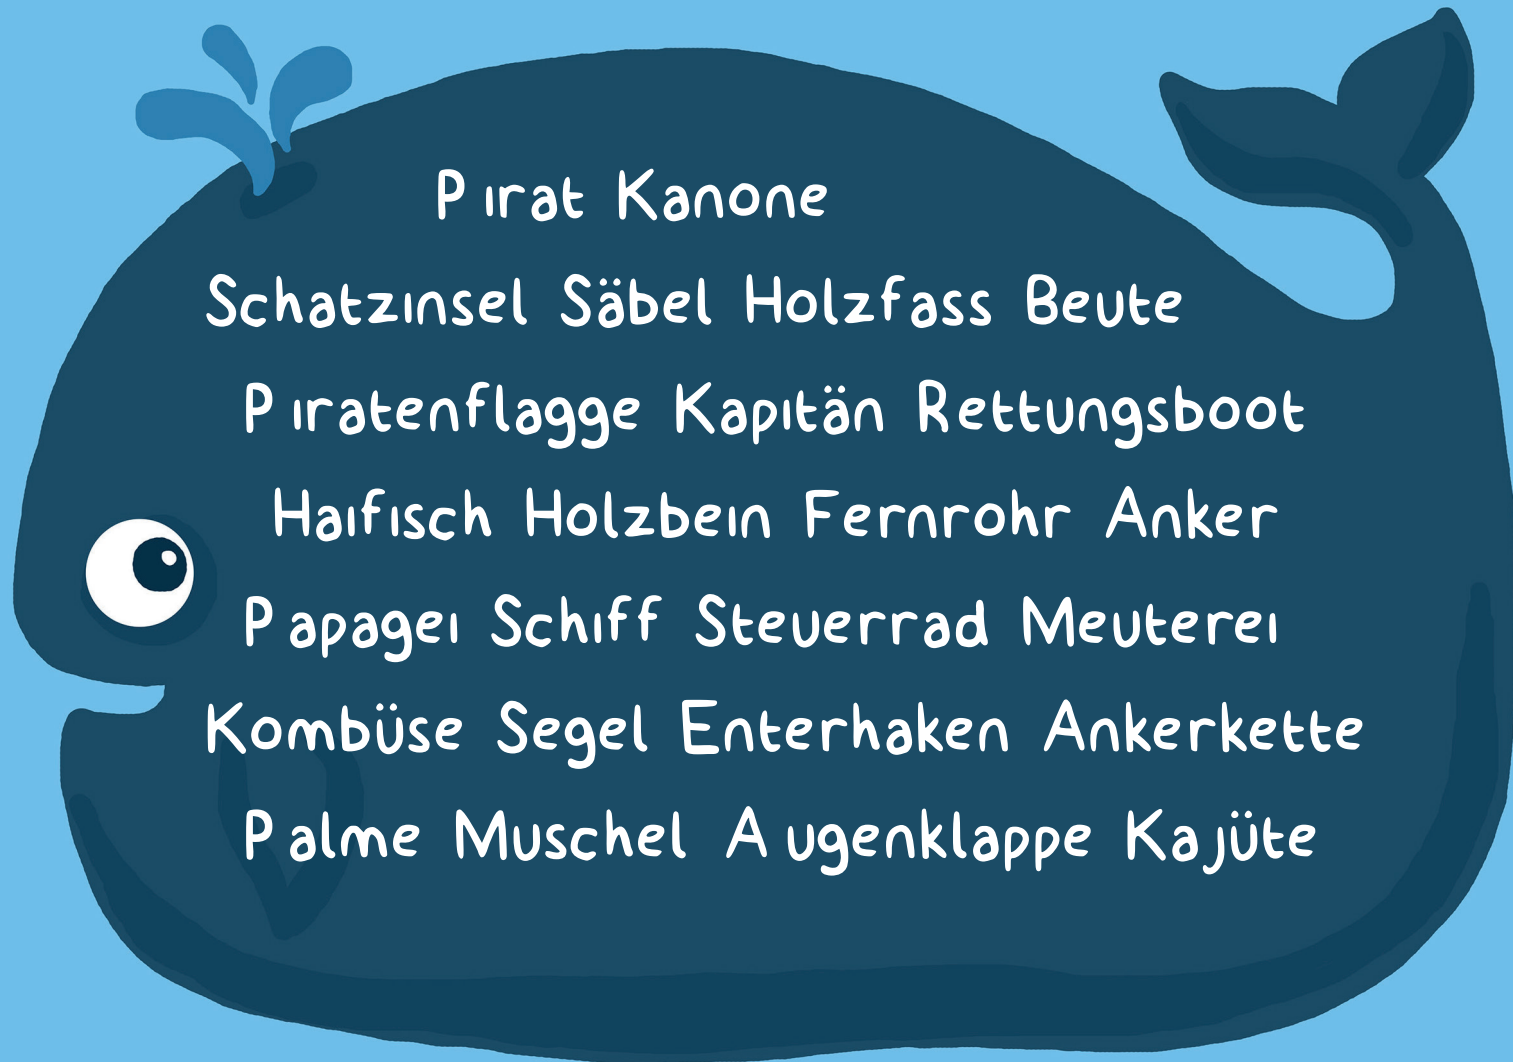 Pirat Kanone
Schatzinsel Säbel Holzfass Beute
Piratenflagge Kapitän Rettungsboot
Haifisch Holzbein Fernrohr Anker
Papagei Schiff Steuerrad Meuterei
Kombüse Segel Enterhaken Ankerkette
Palme Muschel Augenklappe Kajüte